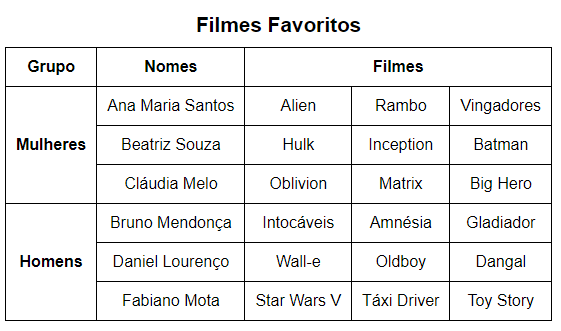 Filmes Favoritos
Grupo Nomes Filmes
Mulheres
Ana Maria Santos Alien Rambo Vingadores
Beatriz Souza Hulk Inception Batman
Cláudia Melo Oblivion Matrix Big Hero
Homens
Bruno Mendonça Intocáveis Amnésia Gladiador
Daniel Lourenço Wall-e Oldboy Dangal
Fabiano Mota Star Wars V Táxi Driver Toy Story